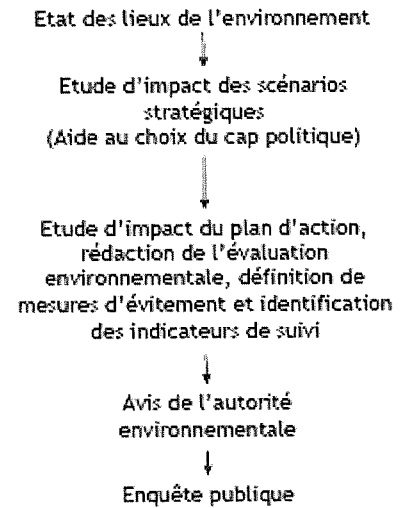 Etat des lieux de l'environnement
Etude d'impact des scénarios
stratégiques
(Aide au choix du cap politique)
Etude d'impact du plan d'action,
rédaction de l'évaluation
environnementale, définition de
mesures d'évitement et identification
des indicateurs de suivi
Avis de l'autorité
environnementale
Enquête publique